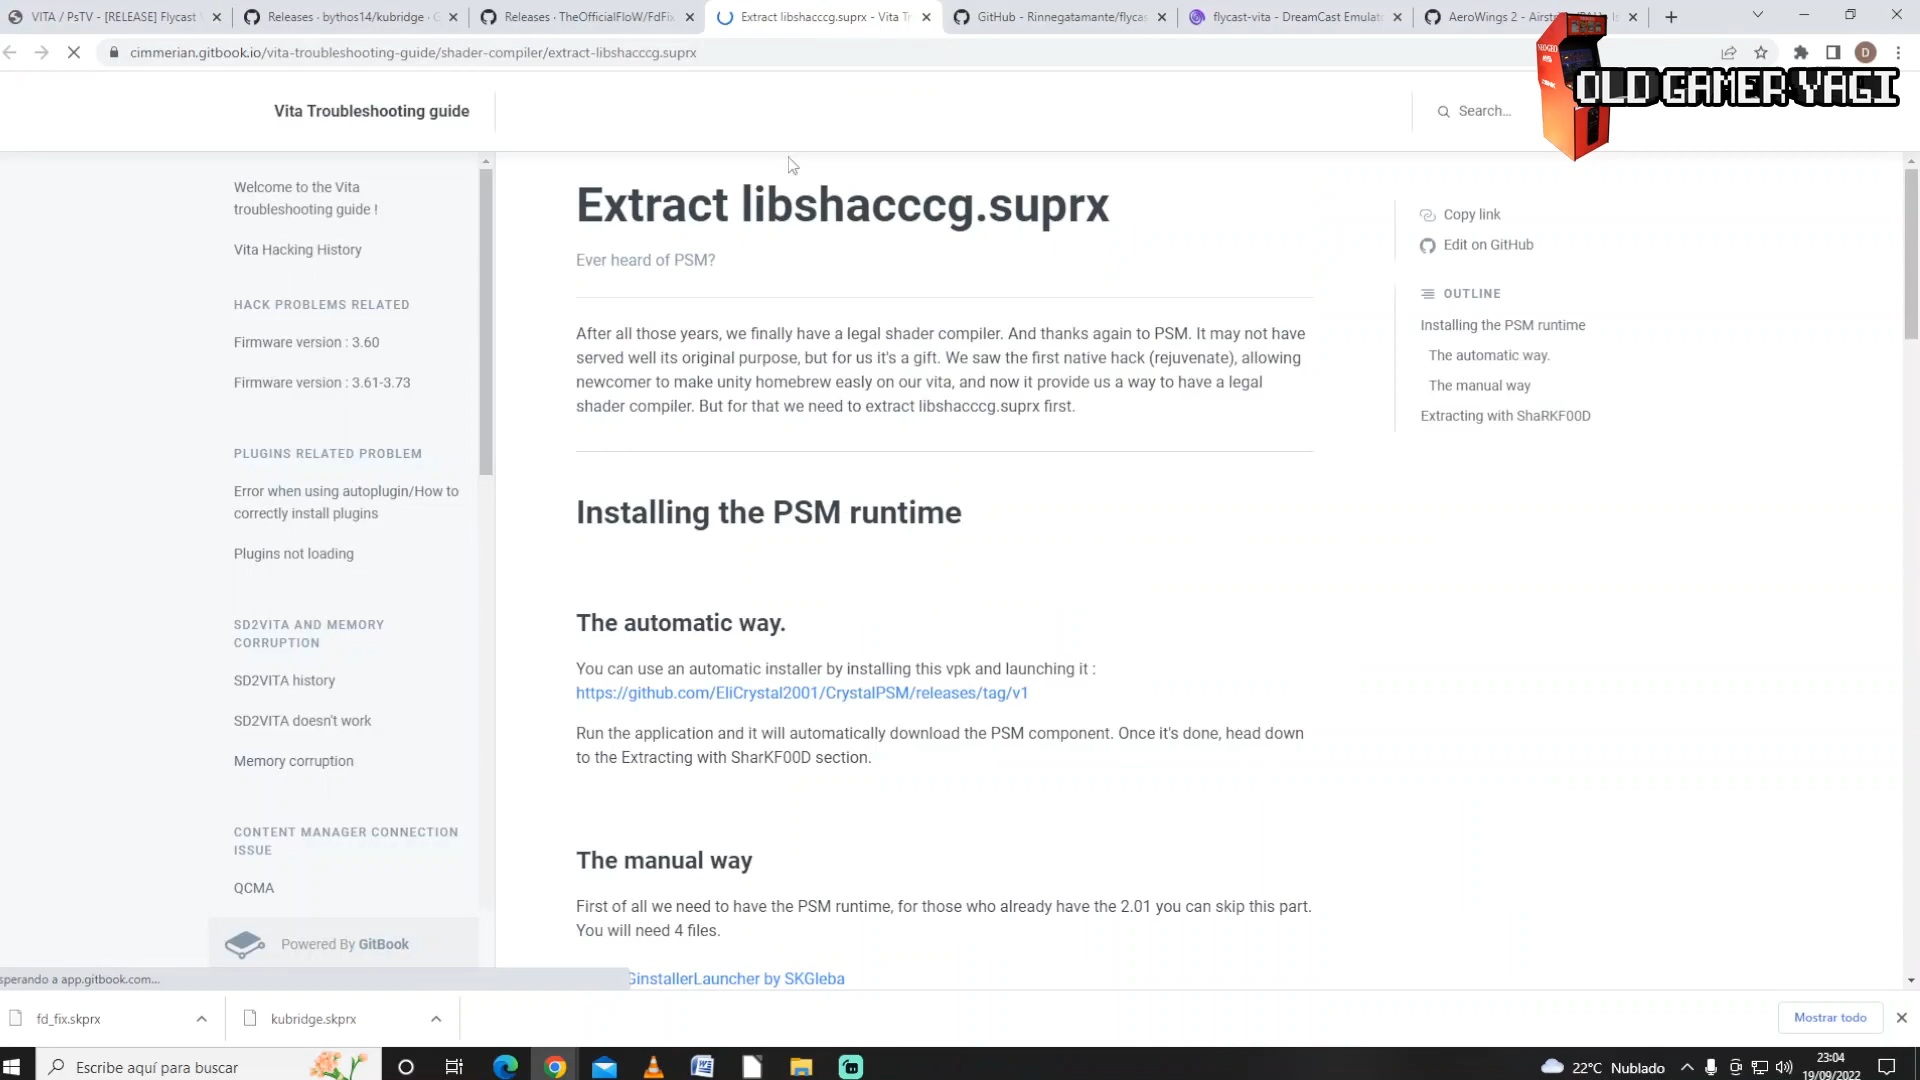 VITA / PsTV - [RELEASE] Flycast
Releases · bythos14/kubridge · G
Releases · TheOfficialFloW/FdFix
Extract libshacccg.suprx - Vita Tr
GitHub - Rinnegatamante/flycas
flycast-vita - DreamCast Emulato
AeroWings 2 - Airstr
cimmerian.gitbook.io/vita-troubleshooting-guide/shader-compiler/extract-libshacccg.suprx
D
OLD GAMER YAGI
Vita Troubleshooting guide
Search...
Welcome to the Vita
troubleshooting guide !
Vita Hacking History
HACK PROBLEMS RELATED
Firmware version : 3.60
Firmware version : 3.61-3.73
PLUGINS RELATED PROBLEM
Error when using autoplugin/How to
correctly install plugins
Plugins not loading
SD2VITA AND MEMORY
CORRUPTION
SD2VITA history
SD2VITA doesn't work
Memory corruption
CONTENT MANAGER CONNECTION
ISSUE
QCMA
Powered By GitBook
Extract libshacccg.suprx
Ever heard of PSM?
After all those years, we finally have a legal shader compiler. And thanks again to PSM. It may not have
served well its original purpose, but for us it's a gift. We saw the first native hack (rejuvenate), allowing
newcomer to make unity homebrew easly on our vita, and now it provide us a way to have a legal
shader compiler. But for that we need to extract libshacccg.suprx first.
Installing the PSM runtime
The automatic way.
You can use an automatic installer by installing this vpk and launching it :
https://github.com/EliCrystal2001/CrystalPSM/releases/tag/v1
Run the application and it will automatically download the PSM component. Once it's done, head down
to the Extracting with SharKF00D section.
The manual way
First of all we need to have the PSM runtime, for those who already have the 2.01 you can skip this part.
You will need 4 files.
GinstallerLauncher by SKGleba
Copy link
Edit on GitHub
OUTLINE
Installing the PSM runtime
The automatic way.
The manual way
Extracting with ShaRKF00D
sperando a app.gitbook.com...
fd_fix.skprx
kubridge.skprx
Mostrar todo
Escribe aquí para buscar
22°C Nublado
23:04
19/09/2022